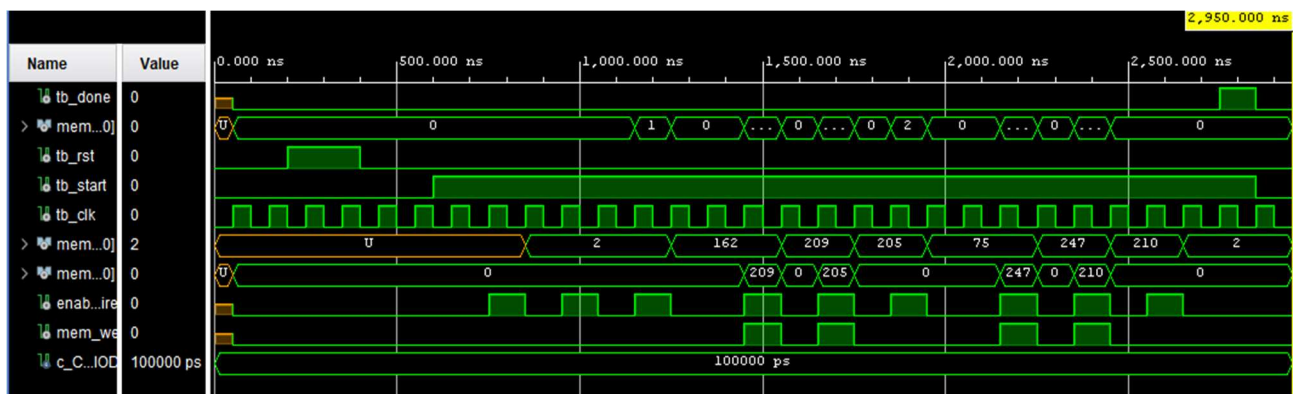 2,950.000 ns
Name Value 0.000 ns 500.000 ns 1,000.000 ns 1,500.000 ns 2,000.000 ns 2,500.000 ns
tb_done 0
> mem...0] 0 U 0 1 0 ... 0 ... 0 2 0 ... 0 ... 0
tb_rst 0
tb_start 0
tb_clk 0
> mem...0] 2 U 2 162 209 205 75 247 210 2
> mem...0] 0 U 0 209 0 205 0 247 0 210 0
enab...ire 0
mem_we 0
c_C...IOD 100000 ps 100000 ps